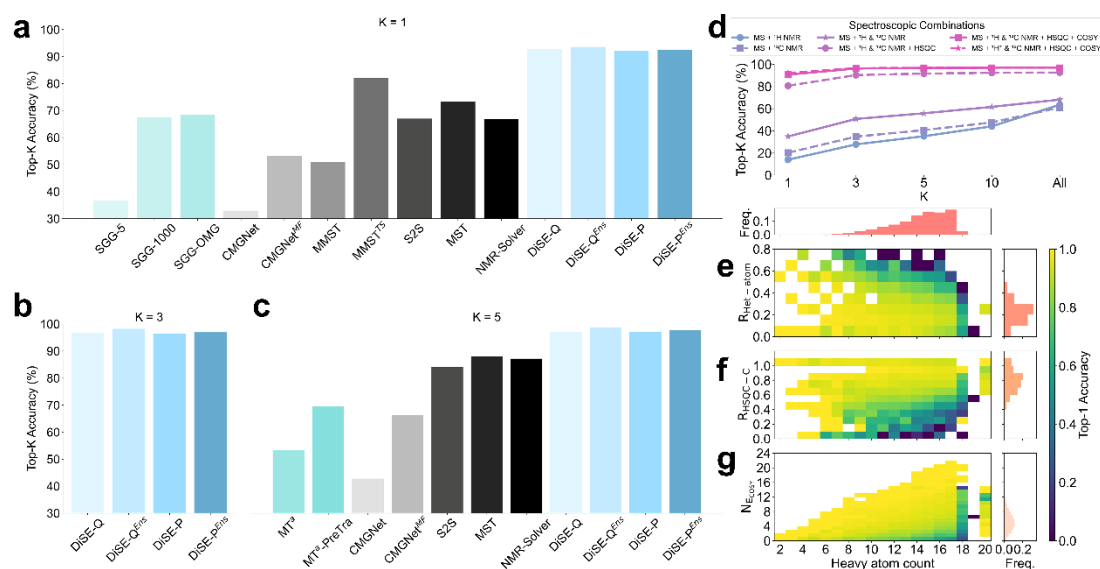 a
K = 1
Top-K Accuracy (%)
100
90
80
70
60
50
40
30
SGG-5
SGG-1000
SGG-OMG
CMGNet
CMGNet^MF
MMST
MMST^TS
S2S
MST
NMR-Solver
DiSE-Q
DiSE-Q^Ens
DiSE-P
DiSE-P^Ens
b
K = 3
Top-K Accuracy (%)
100
90
80
70
60
50
40
30
DiSE-Q
DiSE-Q^Ens
DiSE-P
DiSE-P^Ens
c
K = 5
MT^a
MT^a-PreTra
CMGNet
CMGNet^MF
S2S
MST
NMR-Solver
DiSE-Q
DiSE-Q^Ens
DiSE-P
DiSE-P^Ens
d
Spectroscopic Combinations
MS + ¹H NMR
MS + ¹³C NMR
MS + ¹H & ¹³C NMR
MS + ¹H & ¹³C NMR + HSQC
MS + ¹H & ¹³C NMR + HSQC + COSY
MS + ¹H* & ¹³C NMR + HSQC + COSY
Top-K Accuracy (%)
100
80
60
40
20
0
1 3 5 10 All
K
Freq.
0.1
0.0
e
R_Het-atom
0.8
0.6
0.4
0.2
0.0
f
R_HSQC-C
1.0
0.8
0.6
0.4
0.2
0.0
g
N_E_COSY
24
20
16
12
8
4
0
2 4 6 8 10 12 14 16 18 20
Heavy atom count
0.0 0.2
Freq.
1.0
0.8
0.6
0.4
0.2
0.0
Top-1 Accuracy